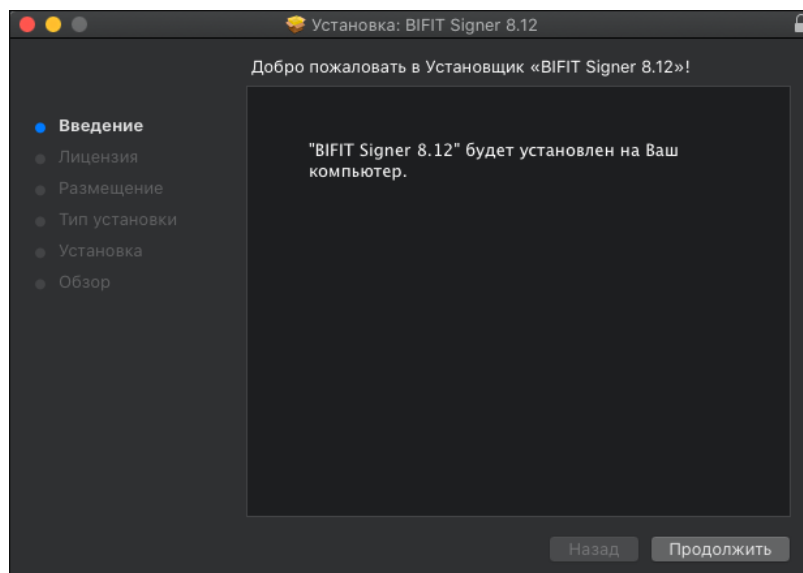 Установка: BIFIT Signer 8.12
Добро пожаловать в Установщик «BIFIT Signer 8.12»!
Введение
Лицензия
Размещение
Тип установки
Установка
Обзор
"BIFIT Signer 8.12" будет установлен на Ваш
компьютер.
Назад
Продолжить